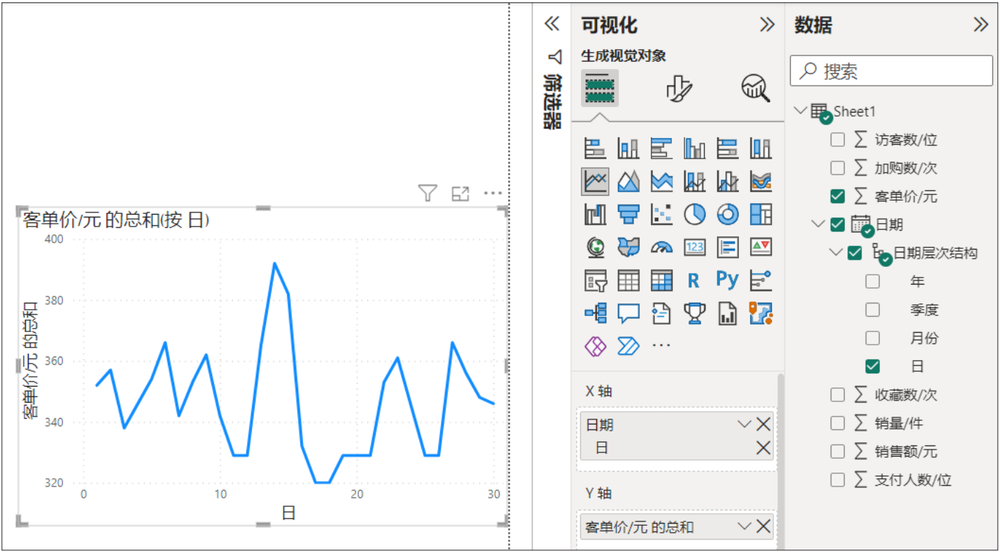 客单价/元 的总和(按 日)
客单价/元 的总和
400
380
360
340
320
0
10
20
30
日
筛选器
可视化
生成视觉对象
123
R
Py
X 轴
日期
日
Y 轴
客单价/元 的总和
数据
搜索
Sheet1
访客数/位
加购数/次
客单价/元
日期
日期层次结构
年
季度
月份
日
收藏数/次
销量/件
销售额/元
支付人数/位